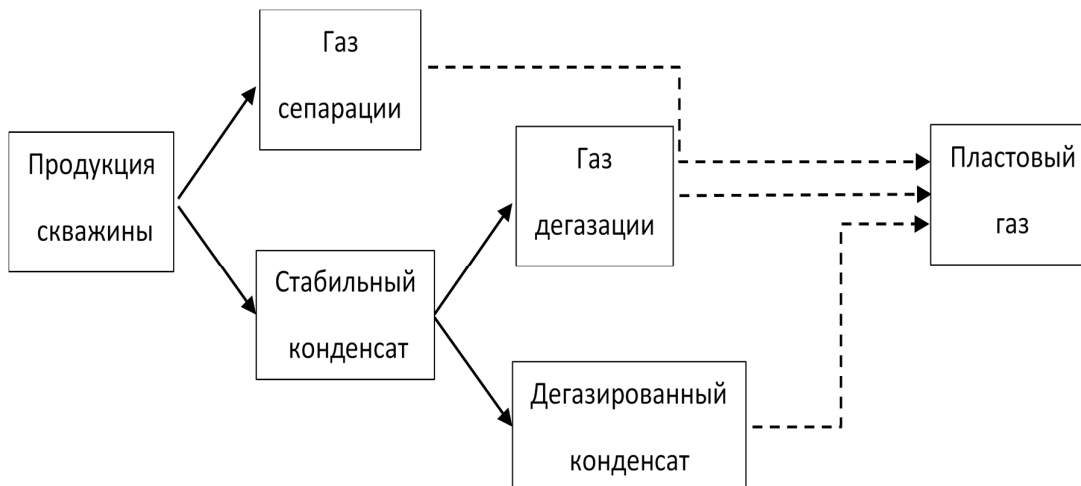 Газ
сепарации
Продукция
скважины
Газ
дегазации
Пластовый
газ
Стабильный
конденсат
Дегазированный
конденсат